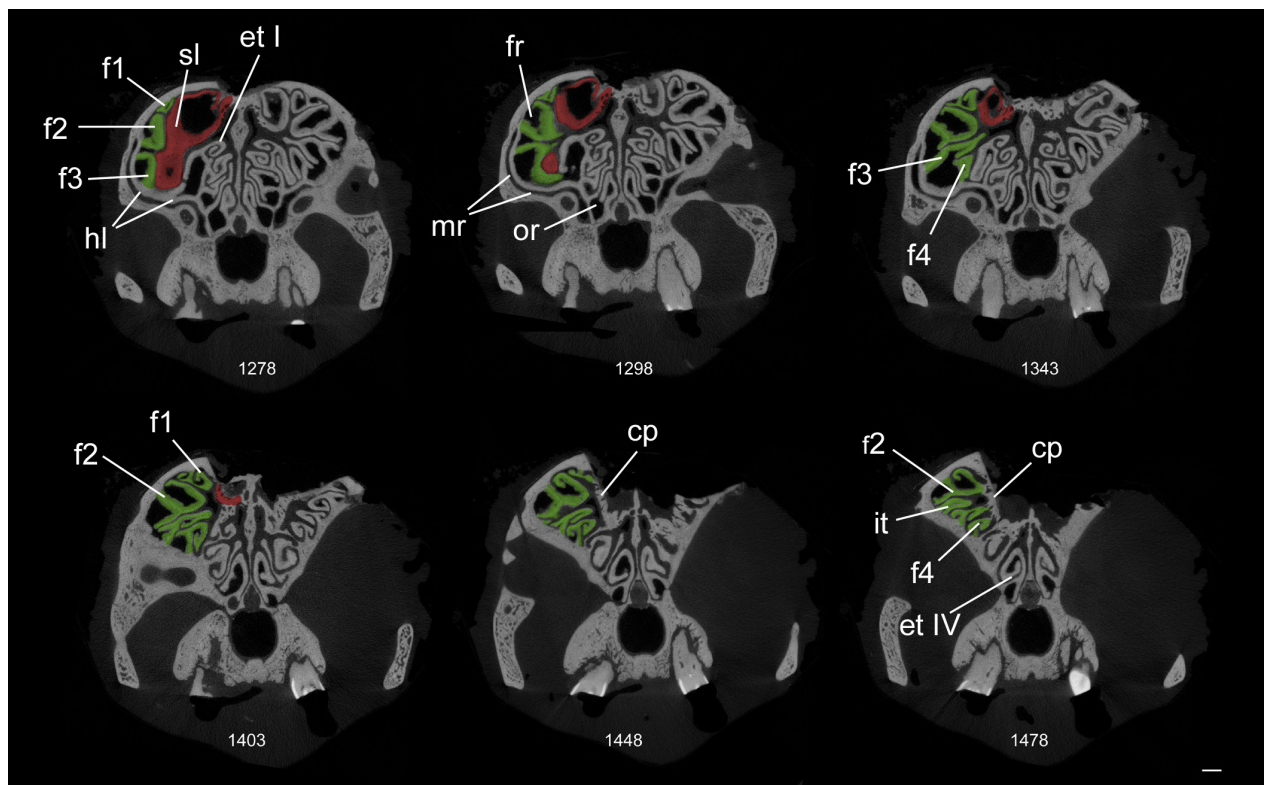 f1
sl
et I
f2
f3
hl
1278
fr
mr
or
1298
f3
f4
1343
f1
f2
1403
cp
1448
f2
cp
it
f4
et IV
1478